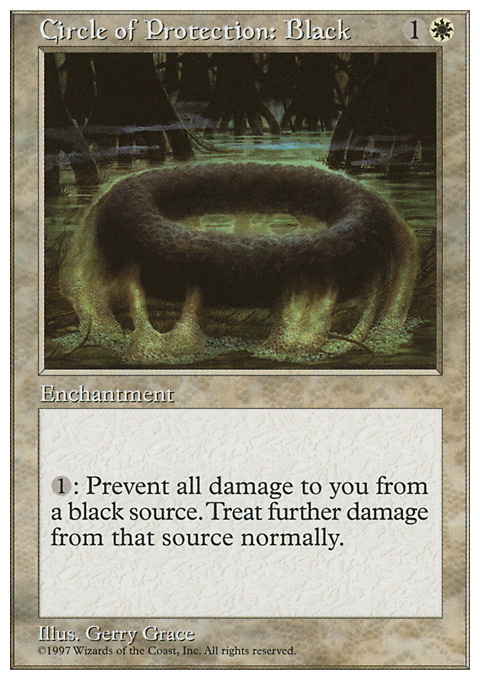 Circle of Protection: Black 1
Enchantment
1: Prevent all damage to you from
a black source. Treat further damage
from that source normally.
Illus. Gerry Grace
©1997 Wizards of the Coast, Inc. All rights reserved.